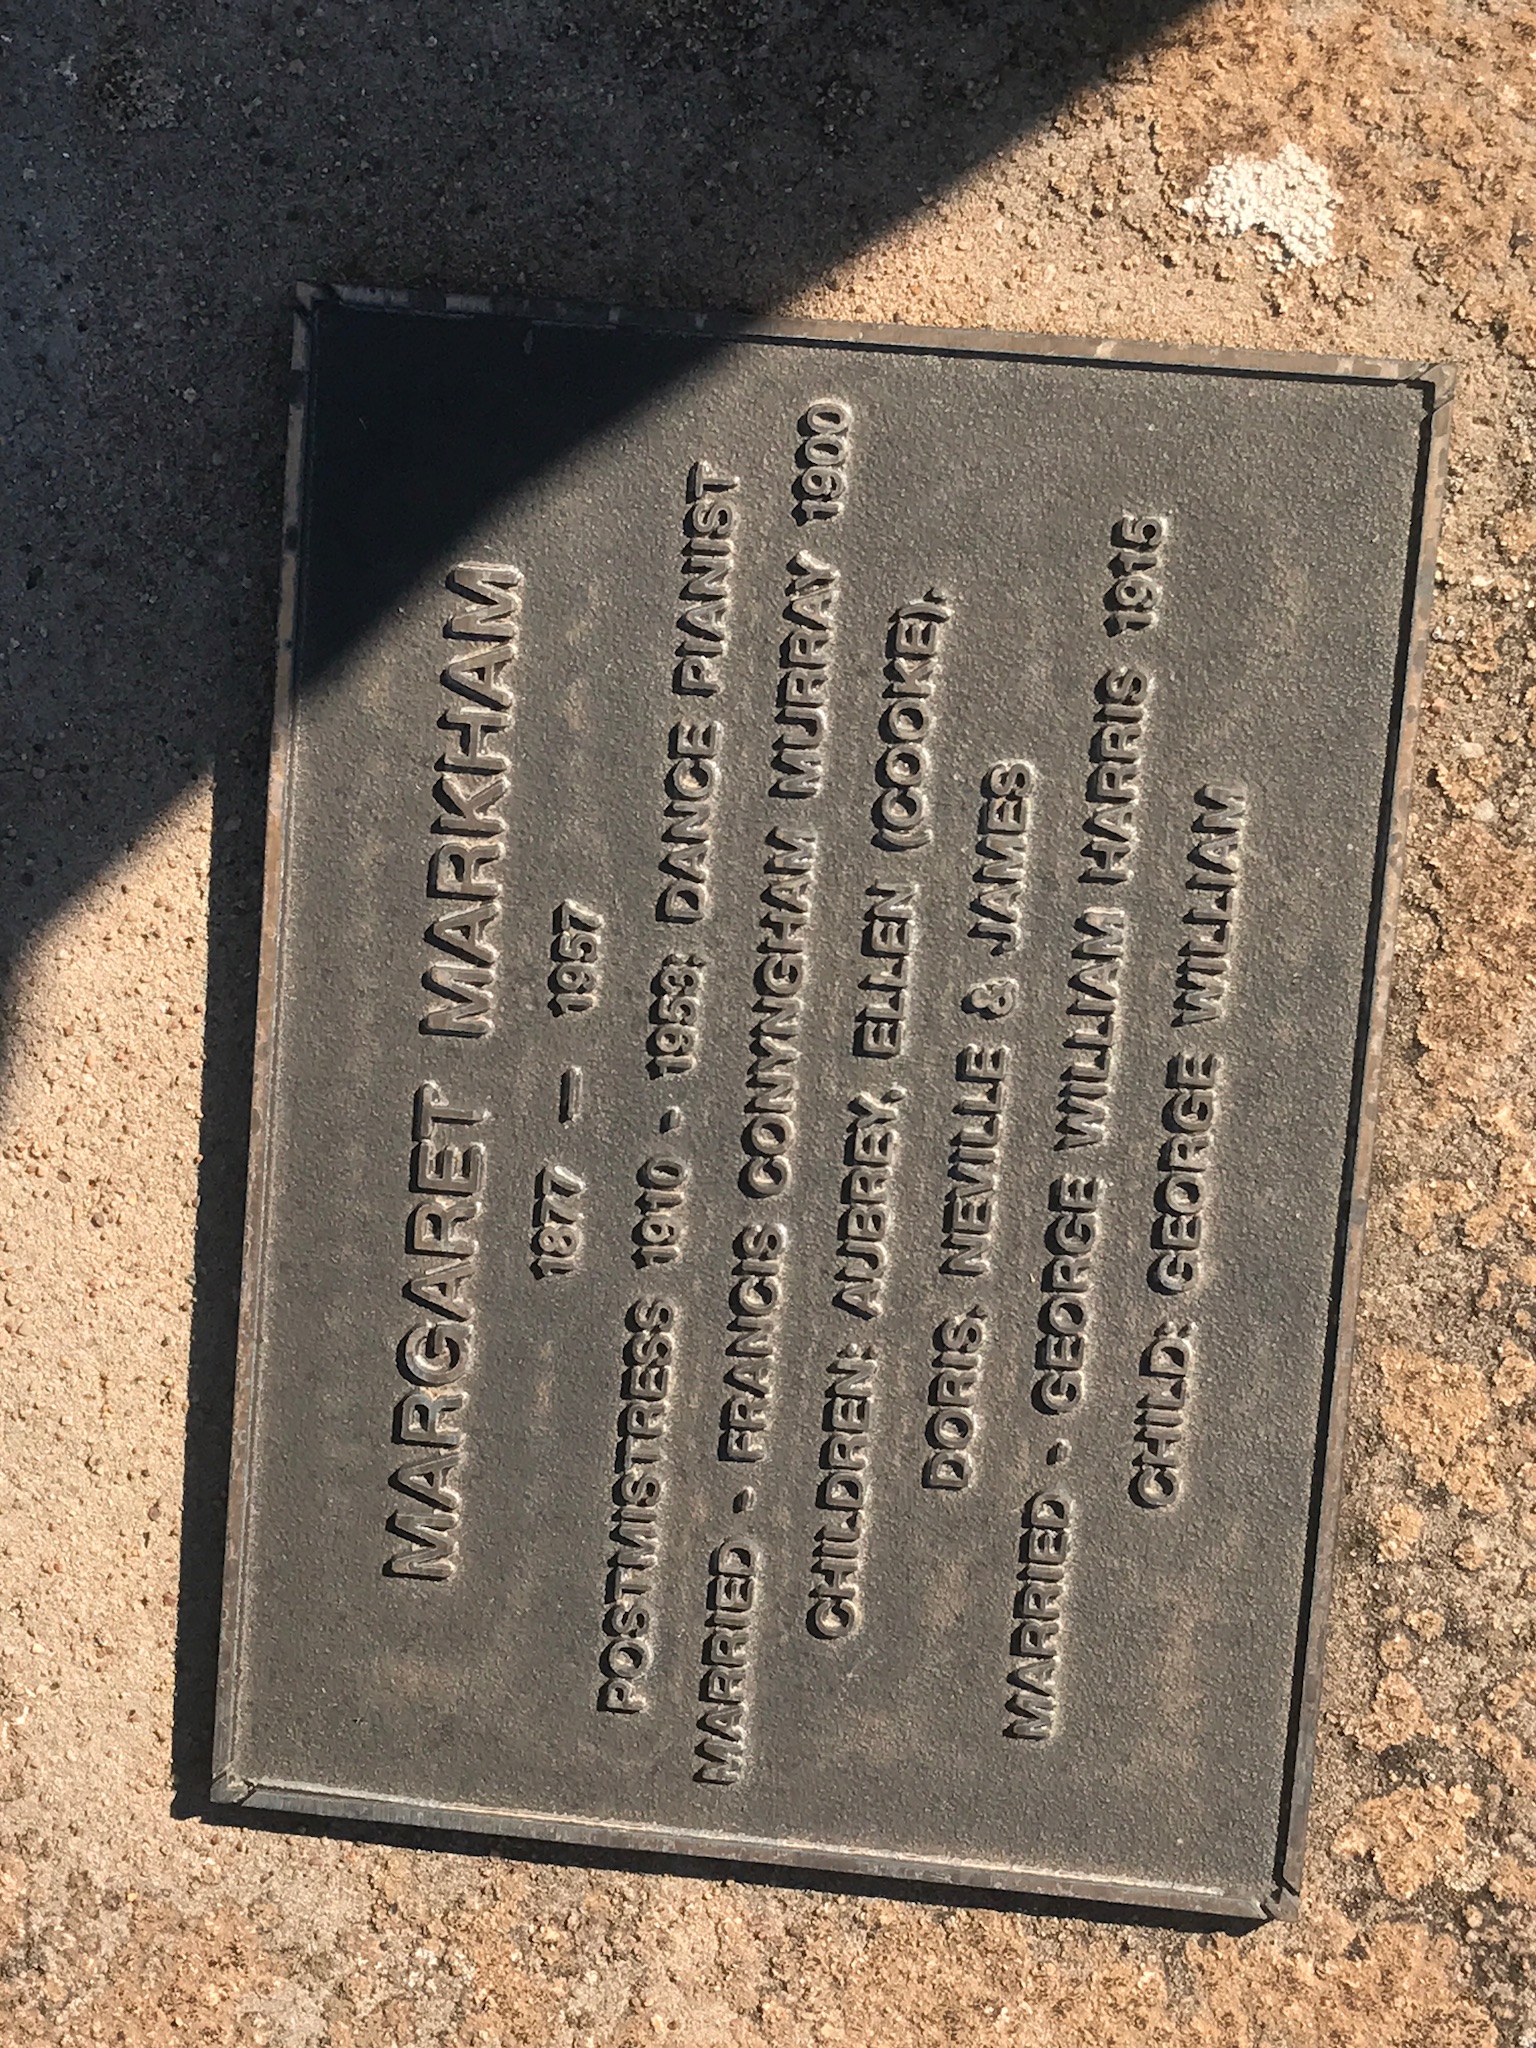 MARGARET MARKHAM
1877 — 1957
POSTMISTRESS 1910 - 1953; DANCE PIANIST
MARRIED - FRANCIS CONYNGHAM MURRAY 1900
CHILDREN: AUBREY, ELLEN (COOKE),
DORIS, NEVILLE & JAMES
MARRIED - GEORGE WILLIAM HARRIS 1915
CHILD: GEORGE WILLIAM